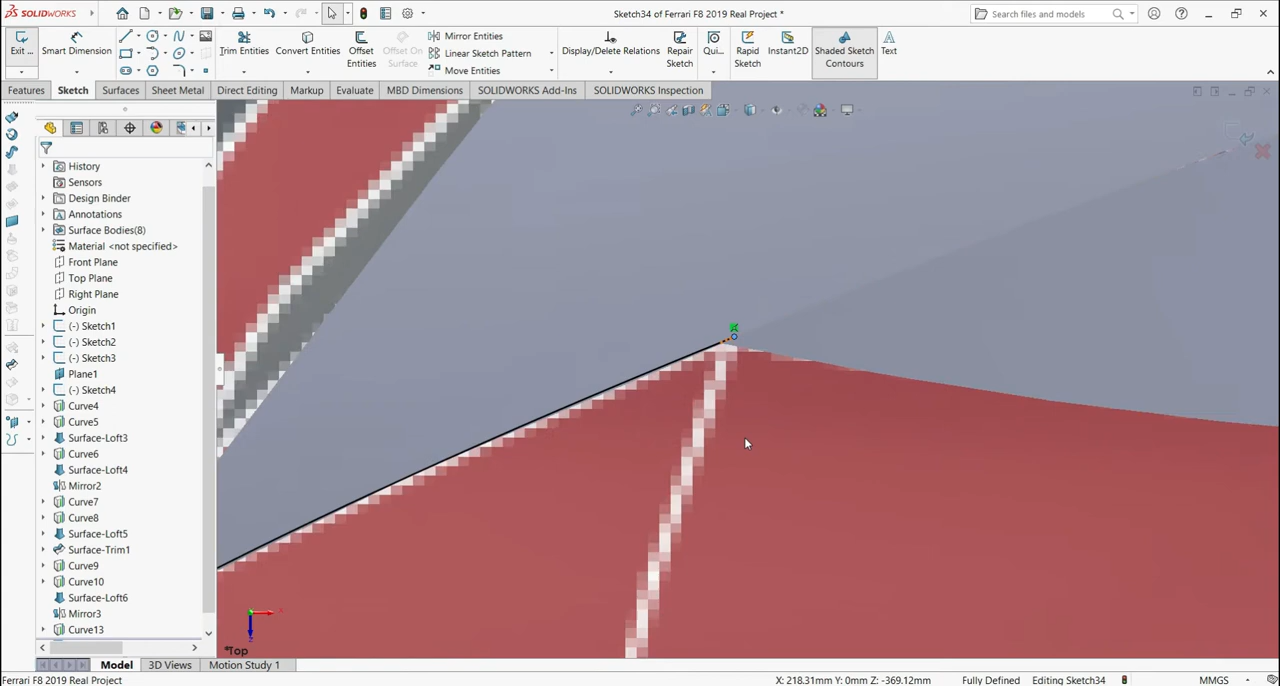 SOLIDWORKS
Sketch34 of Ferrari F8 2019 Real Project *
Search files and models
Exit ...
Smart Dimension
Trim Entities
Convert Entities
Offset Entities
Offset On Surface
Mirror Entities
Linear Sketch Pattern
Move Entities
Display/Delete Relations
Repair Sketch
Qui...
Rapid Sketch
Instant2D
Shaded Sketch Contours
Text
Features
Sketch
Surfaces
Sheet Metal
Direct Editing
Markup
Evaluate
MBD Dimensions
SOLIDWORKS Add-Ins
SOLIDWORKS Inspection
History
Sensors
Design Binder
Annotations
Surface Bodies(8)
Material <not specified>
Front Plane
Top Plane
Right Plane
Origin
(-) Sketch1
(-) Sketch2
(-) Sketch3
Plane1
(-) Sketch4
Curve4
Curve5
Surface-Loft3
Curve6
Surface-Loft4
Mirror2
Curve7
Curve8
Surface-Loft5
Surface-Trim1
Curve9
Curve10
Surface-Loft6
Mirror3
Curve13
*Top
Model
3D Views
Motion Study 1
Ferrari F8 2019 Real Project
X: 218.31mm Y: 0mm Z: -369.12mm
Fully Defined
Editing Sketch34
MMGS